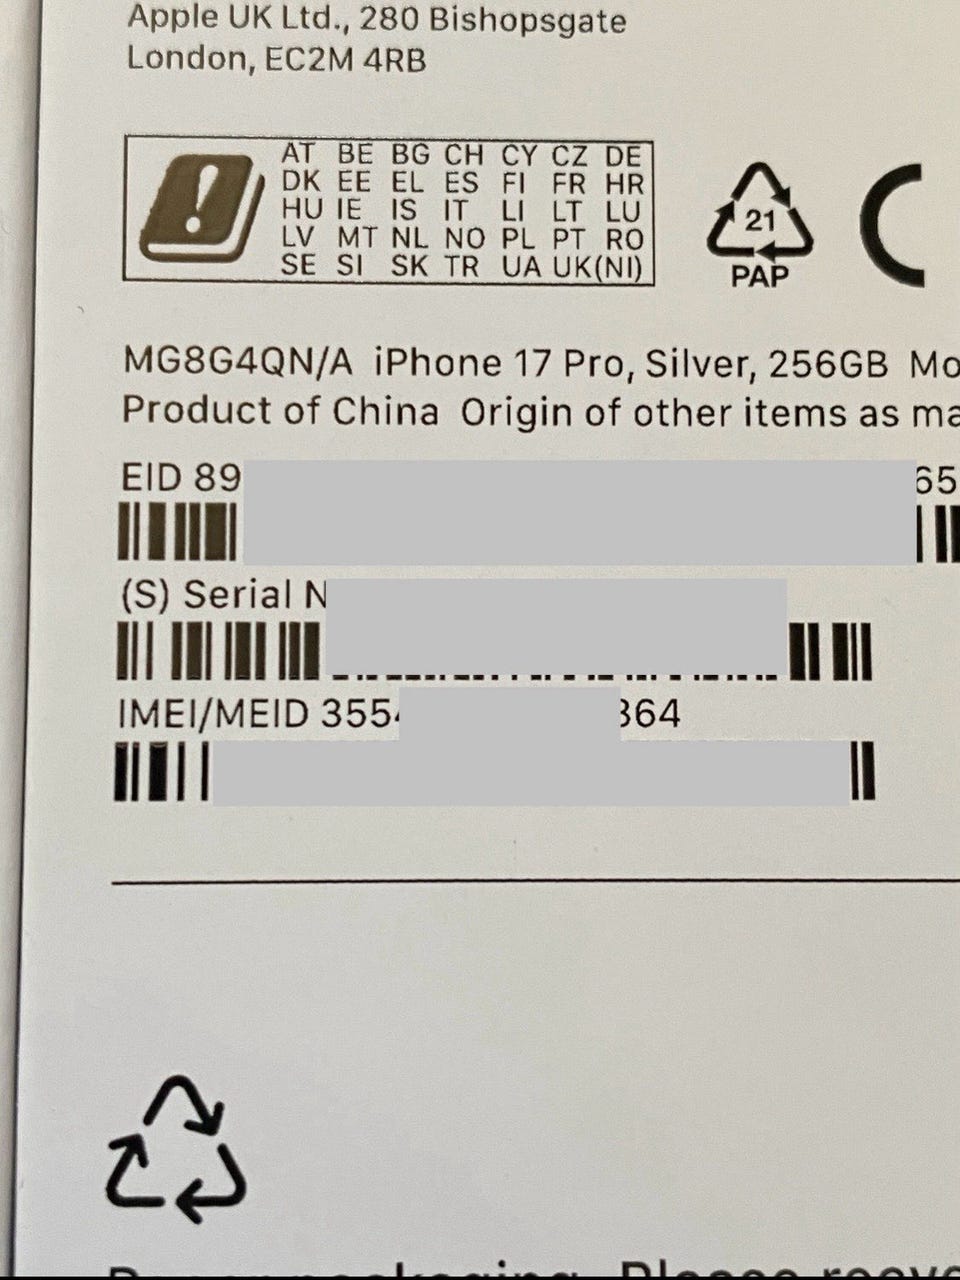 Apple UK Ltd., 280 Bishopsgate
London, EC2M 4RB
AT BE BG CH CY CZ DE
DK EE EL ES FI FR HR
HU IE IS IT LI LT LU
LV MT NL NO PL PT RO
SE SI SK TR UA UK(NI)
21
PAP
MG8G4QN/A iPhone 17 Pro, Silver, 256GB Mo
Product of China Origin of other items as ma
EID 89 65
(S) Serial N
IMEI/MEID 355 364